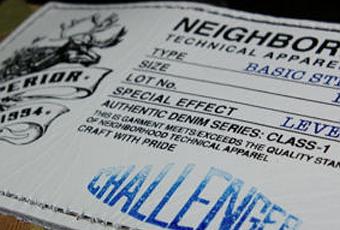 NEIGHBOR
TECHNICAL APPARE
TYPE BASIC ST
SIZE
LOT No.
SPECIAL EFFECT LEVE
AUTHENTIC DENIM SERIES: CLASS-1
THIS IS GARMENT MEETS/EXCEEDS THE QUALITY STAN
OF NEIGHBORHOOD TECHNICAL APPAREL
CRAFT WITH PRIDE
CHALLENGER
PERIOR
1994.